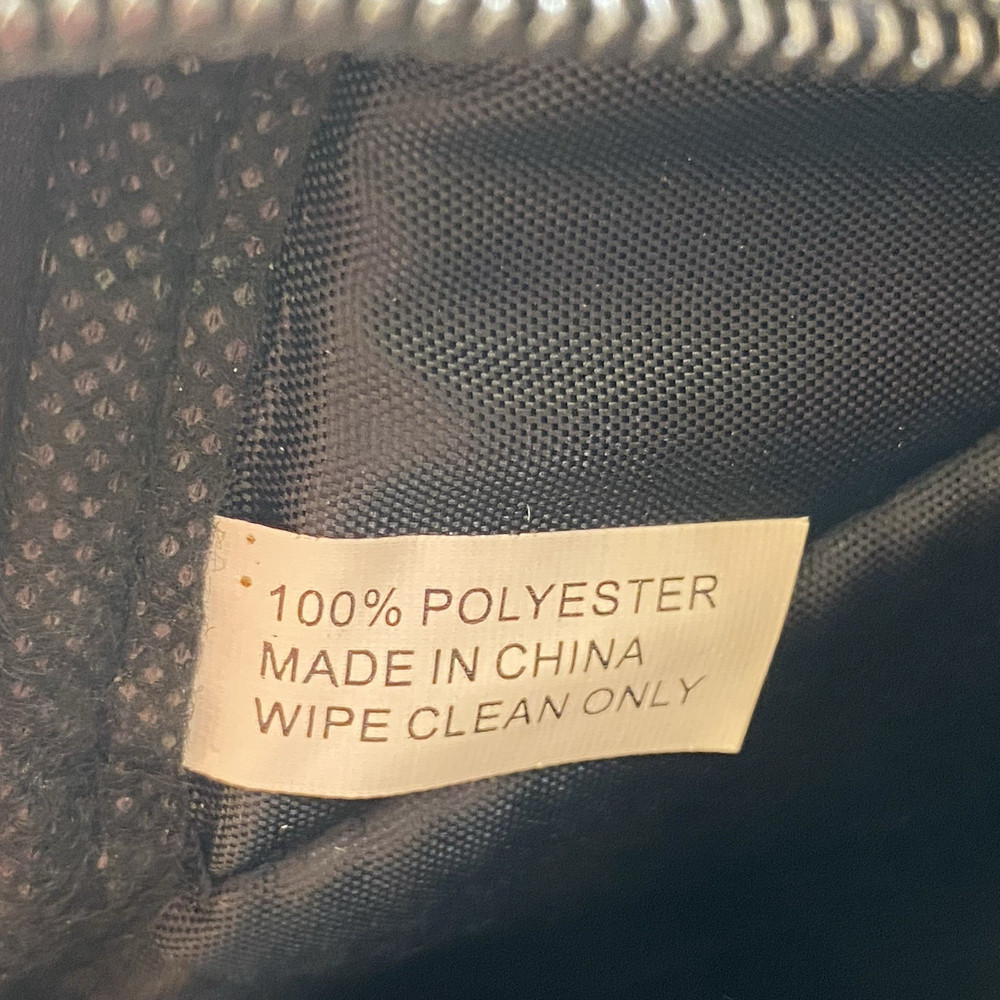 100% POLYESTER
MADE IN CHINA
WIPE CLEAN ONLY